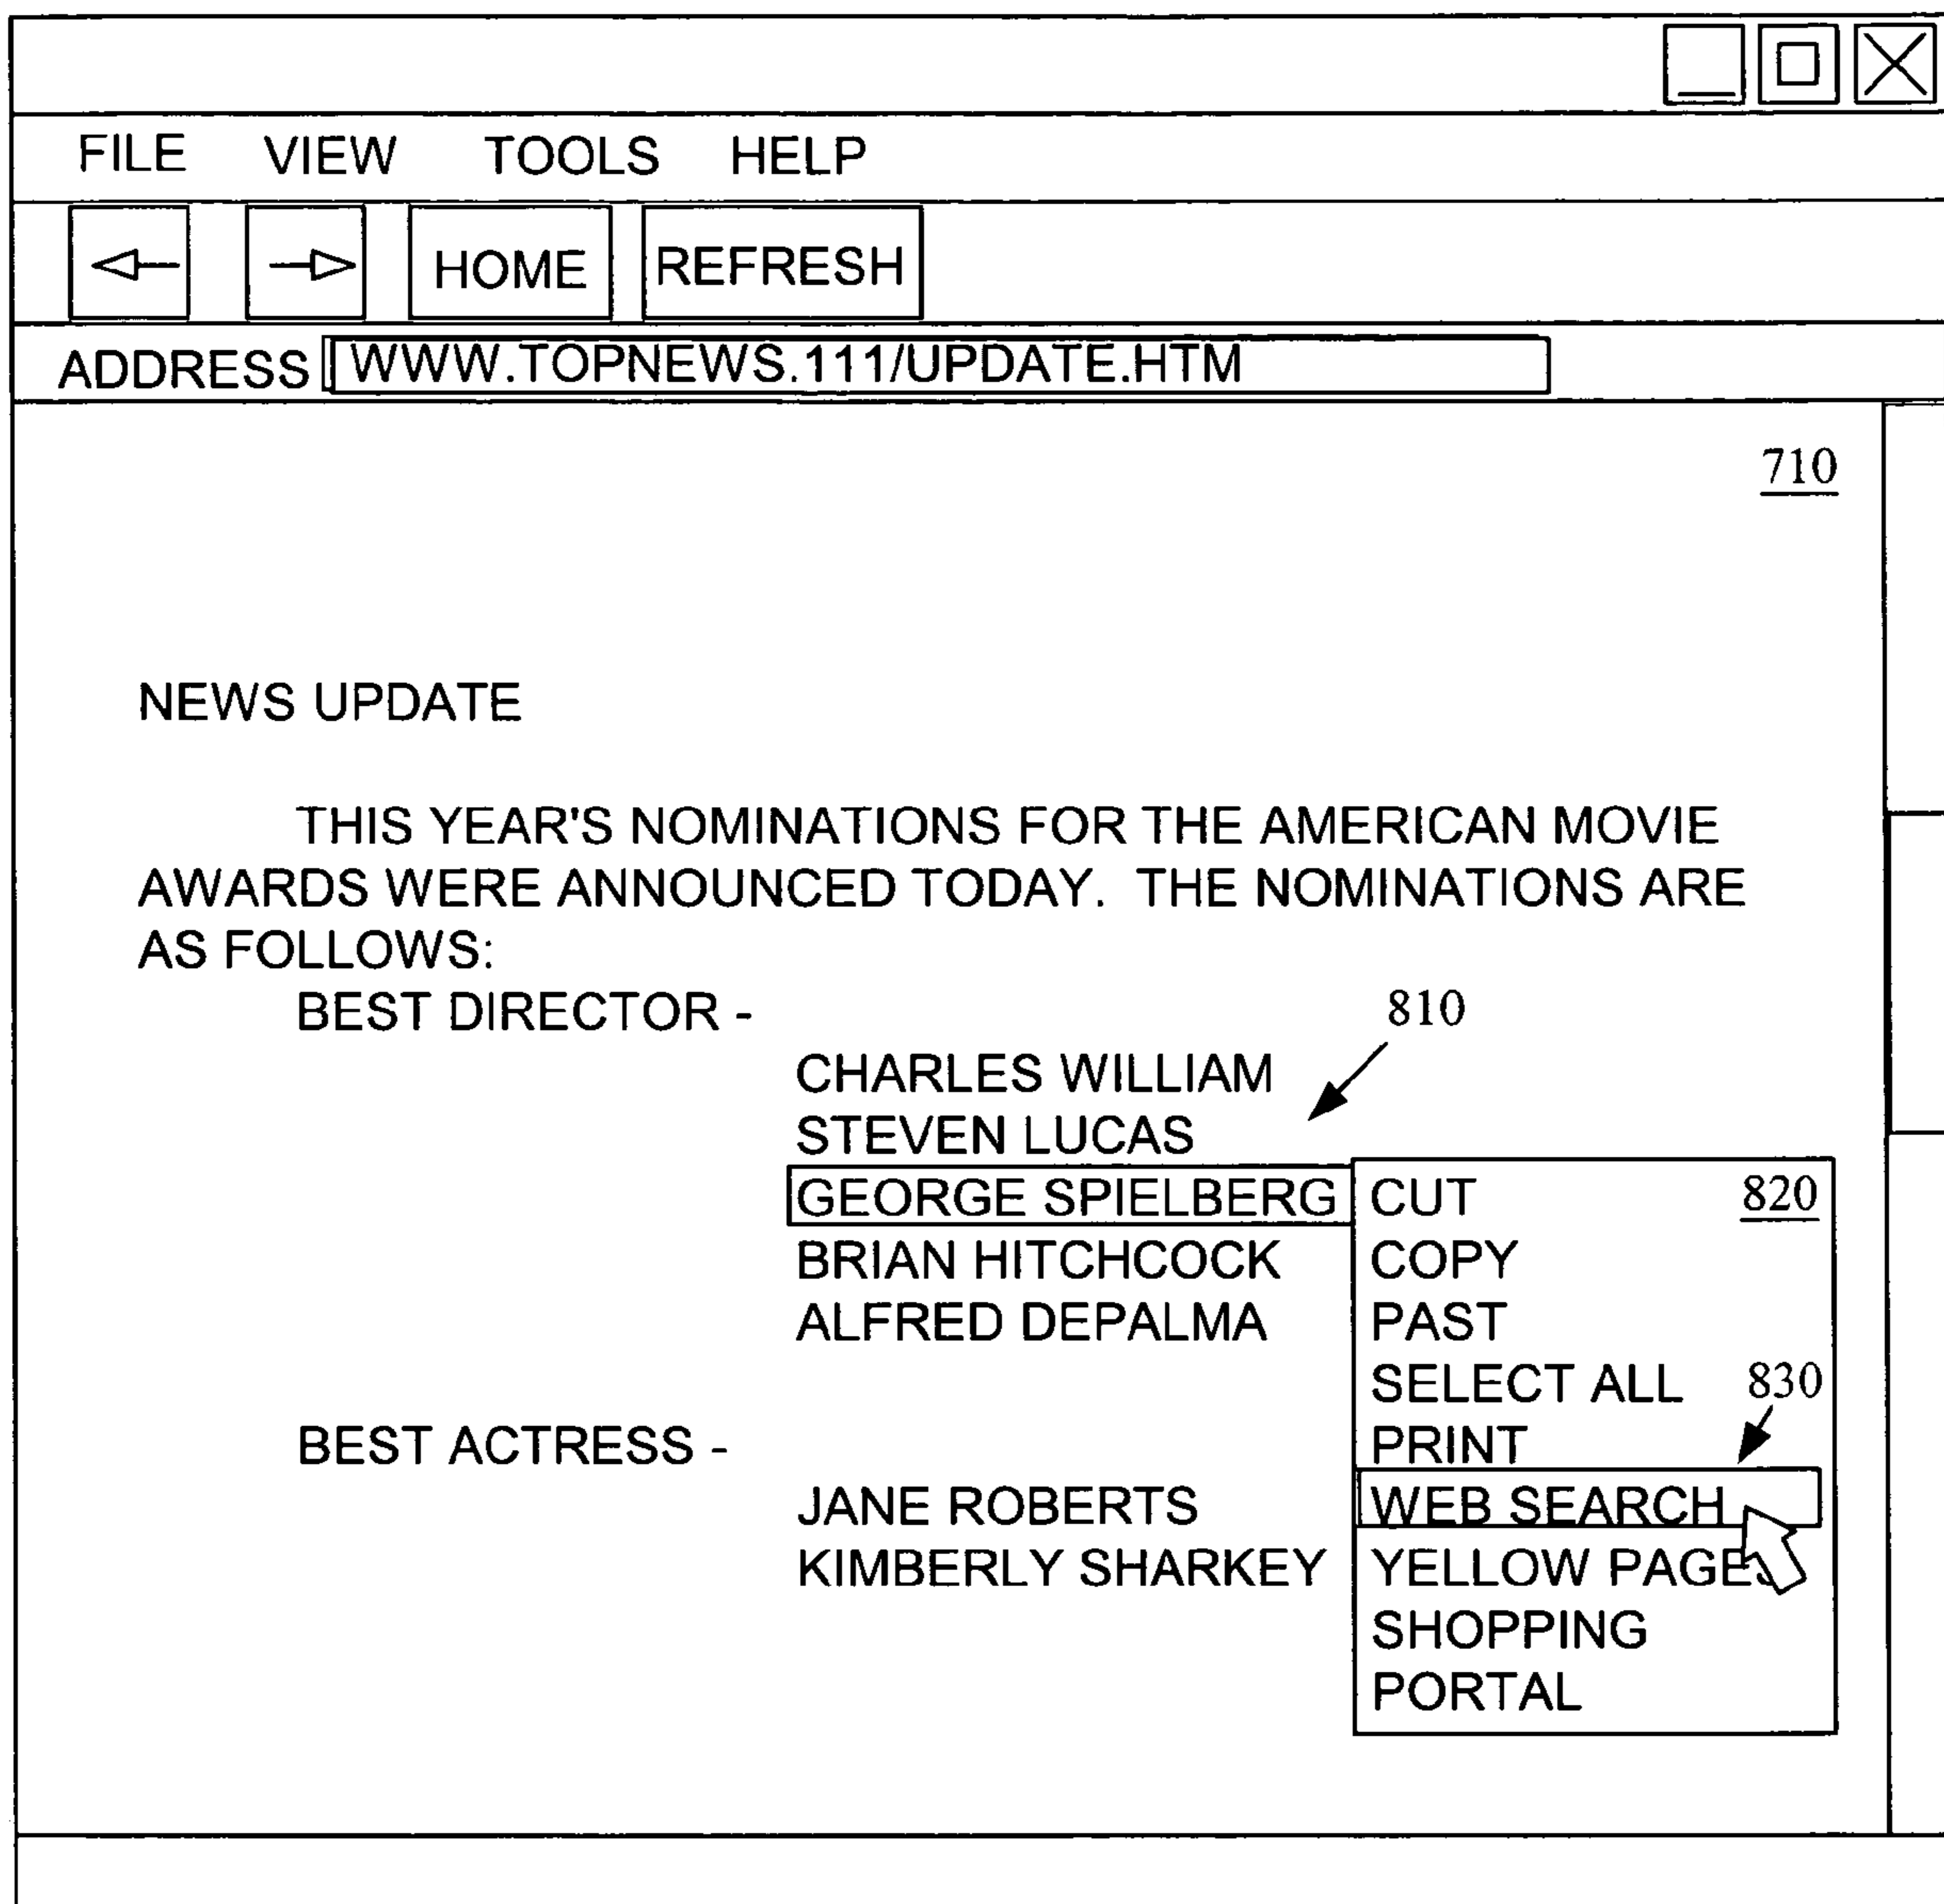 FILE VIEW TOOLS HELP
HOME REFRESH
ADDRESS WWW.TOPNEWS.111/UPDATE.HTM
710
NEWS UPDATE
THIS YEAR'S NOMINATIONS FOR THE AMERICAN MOVIE
AWARDS WERE ANNOUNCED TODAY. THE NOMINATIONS ARE
AS FOLLOWS:
BEST DIRECTOR -
810
CHARLES WILLIAM
STEVEN LUCAS
GEORGE SPIELBERG
BRIAN HITCHCOCK
ALFRED DEPALMA
BEST ACTRESS -
JANE ROBERTS
KIMBERLY SHARKEY
CUT 820
COPY
PAST
SELECT ALL
830
PRINT
WEB SEARCH
YELLOW PAGES
SHOPPING
PORTAL